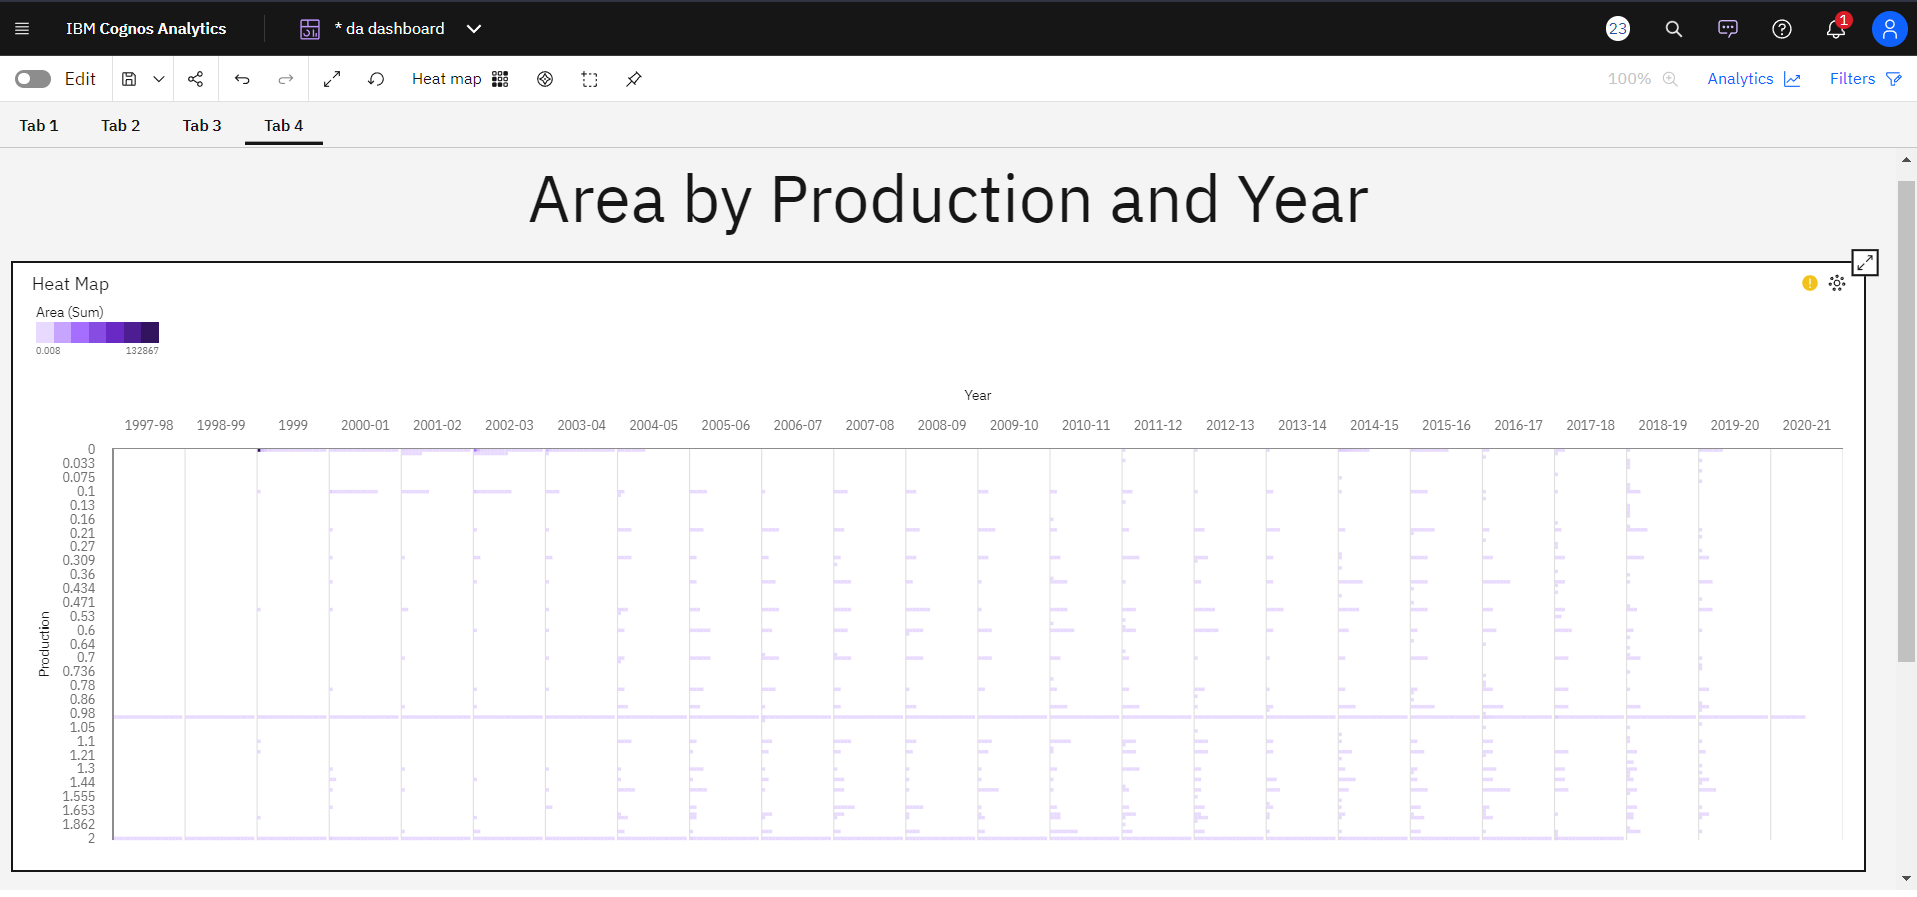 IBM Cognos Analytics
* da dashboard
23
1
Edit
Heat map
100%
Analytics
Filters
Tab 1 Tab 2 Tab 3 Tab 4
Area by Production and Year
Heat Map
Area (Sum)
0.008 132867
Year
1997-98 1998-99 1999 2000-01 2001-02 2002-03 2003-04 2004-05 2005-06 2006-07 2007-08 2008-09 2009-10 2010-11 2011-12 2012-13 2013-14 2014-15 2015-16 2016-17 2017-18 2018-19 2019-20 2020-21
Production
0
0.033
0.075
0.1
0.13
0.16
0.21
0.27
0.309
0.36
0.434
0.471
0.53
0.6
0.64
0.7
0.736
0.78
0.86
0.98
1.05
1.1
1.21
1.3
1.44
1.555
1.653
1.862
2